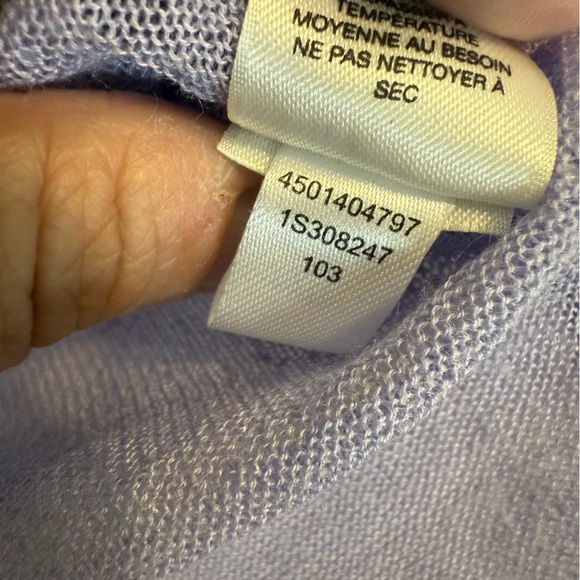 TEMPÉRATURE
MOYENNE AU BESOIN
NE PAS NETTOYER À
SEC
4501404797
1S308247
103